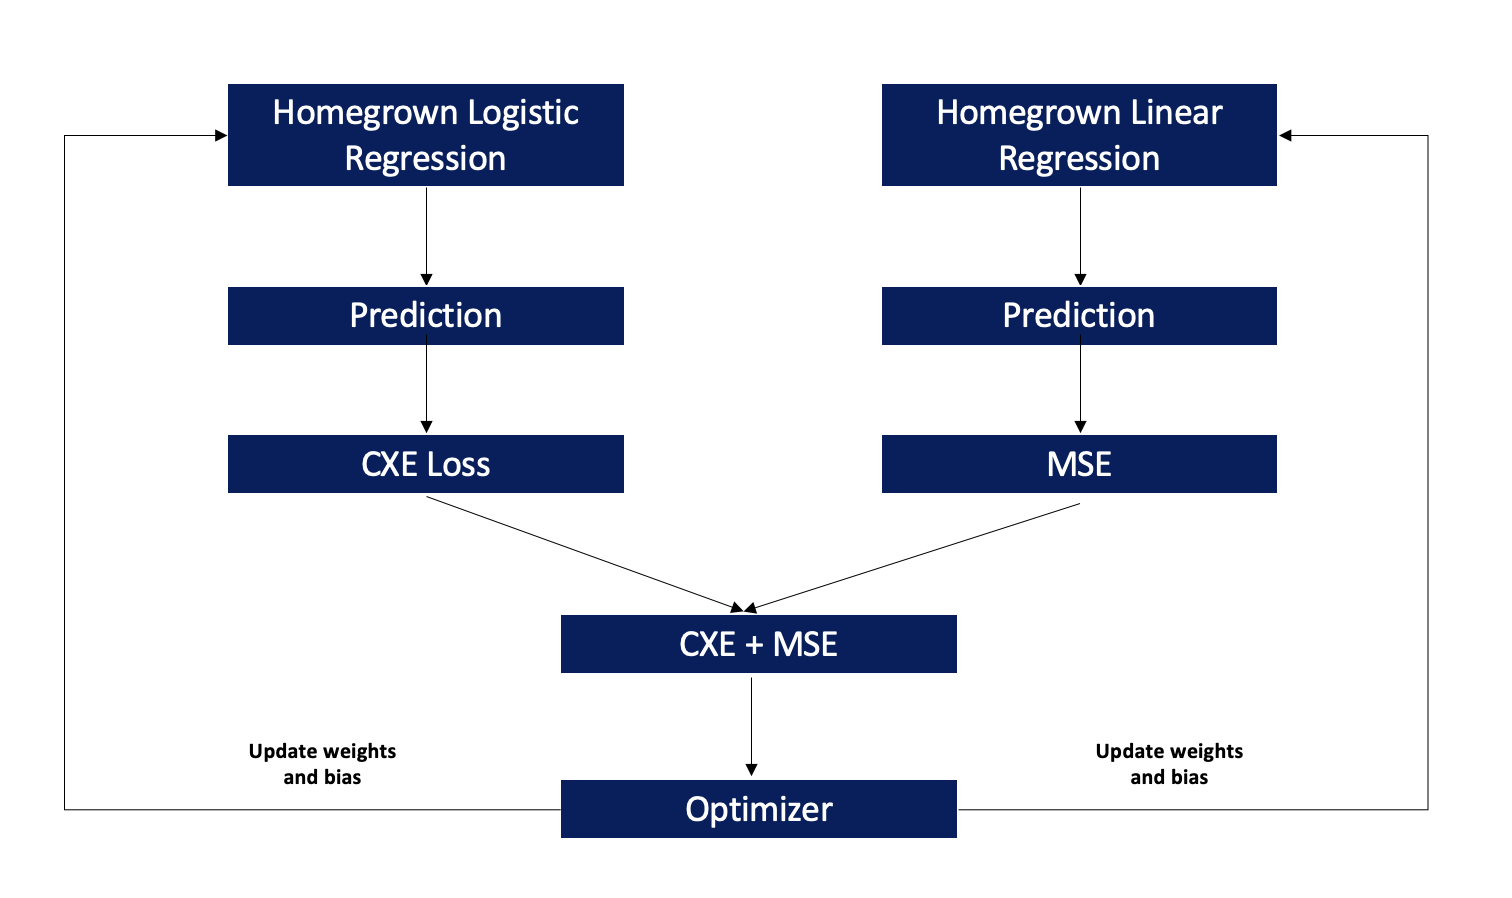 Homegrown Logistic
Regression
Homegrown Linear
Regression
Prediction
Prediction
CXE Loss
MSE
CXE + MSE
Update weights
and bias
Update weights
and bias
Optimizer